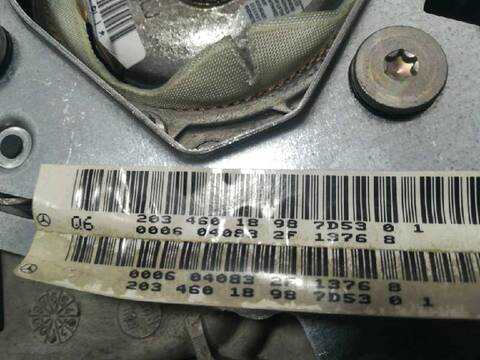 06 203 460 18 98 7D53 0 1
0006 04083 2F 1376 8
0006 04083 2F 1376 8
203 460 18 98 7D53 0 1